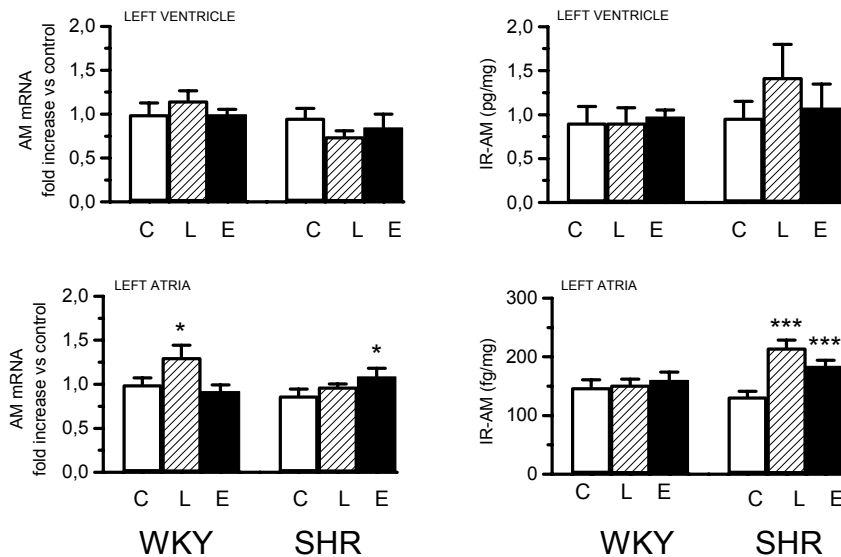 LEFT VENTRICLE
AM mRNA
fold increase vs control
2,0
1,5
1,0
0,5
0,0
C L E C L E
LEFT VENTRICLE
IR-AM (pg/mg)
2,0
1,5
1,0
0,5
0,0
C L E C L E
LEFT ATRIA
AM mRNA
fold increase vs control
2,0
1,5
1,0
0,5
0,0
* *
C L E C L E
WKY SHR
LEFT ATRIA
IR-AM (fg/mg)
300
200
100
0
*** ***
C L E C L E
WKY SHR